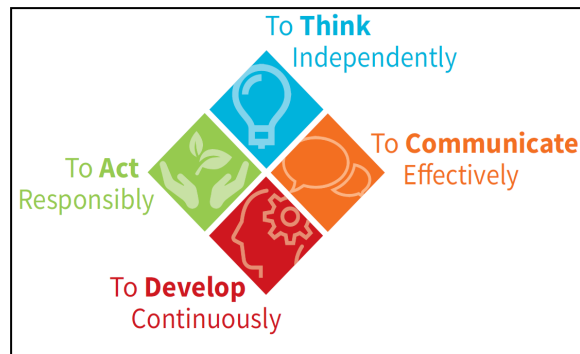 To Think
Independently
To Communicate
Effectively
To Act
Responsibly
To Develop
Continuously